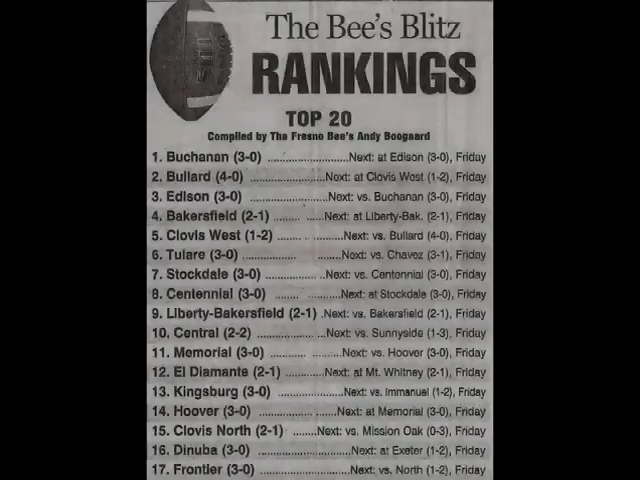 The Bee's Blitz
RANKINGS
TOP 20
Compiled by The Fresno Bee's Andy Boogaard
1. Buchanan (3-0) ........................Next: at Edison (3-0), Friday
2. Bullard (4-0) ........................Next: at Clovis West (1-2), Friday
3. Edison (3-0) ........................Next: vs. Buchanan (3-0), Friday
4. Bakersfield (2-1) ........ ......Next: at Liberty-Bak. (2-1), Friday
5. Clovis West (1-2) ........ ..........Next: vs. Bullard (4-0), Friday
6. Tulare (3-0) ................. ........Next: vs. Chavez (3-1), Friday
7. Stockdale (3-0) ................ ..Next: vs. Centennial (3-0), Friday
8. Centennial (3-0) ........ ............Next: at Stockdale (3-0), Friday
9. Liberty-Bakersfield (2-1) .Next: vs. Bakersfield (2-1), Friday
10. Central (2-2) ........................Next: vs. Sunnyside (1-3), Friday
11. Memorial (3-0) ............ ..........Next: vs. Hoover (3-0), Friday
12. El Diamante (2-1) ............Next: at Mt. Whitney (2-1), Friday
13. Kingsburg (3-0) ........................Next: vs. Immanuel (1-2), Friday
14. Hoover (3-0) ................. ......Next: at Memorial (3-0), Friday
15. Clovis North (2-1) .......Next: vs. Mission Oak (0-3), Friday
16. Dinuba (3-0) ................................Next: at Exeter (1-2), Friday
17. Frontier (3-0) ................................Next: vs. North (1-2), Friday